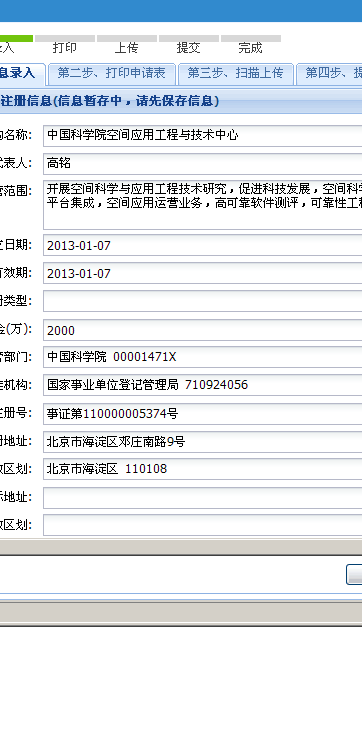 录入 打印 上传 提交 完成
信息录入 第二步、打印申请表 第三步、扫描上传 第四步、提
注册信息(信息暂存中，请先保存信息)
构名称: 中国科学院空间应用工程与技术中心
代表人: 高铭
营范围: 开展空间科学与应用工程技术研究，促进科技发展，空间科学
平台集成，空间应用运营业务，高可靠软件测评，可靠性工程
立日期: 2013-01-07
有效期: 2013-01-07
册类型:
金(万): 2000
管部门: 中国科学院 00001471X
准机构: 国家事业单位登记管理局 710924056
注册号: 事证第110000005374号
册地址: 北京市海淀区邓庄南路9号
政区划: 北京市海淀区 110108
际地址:
政区划: